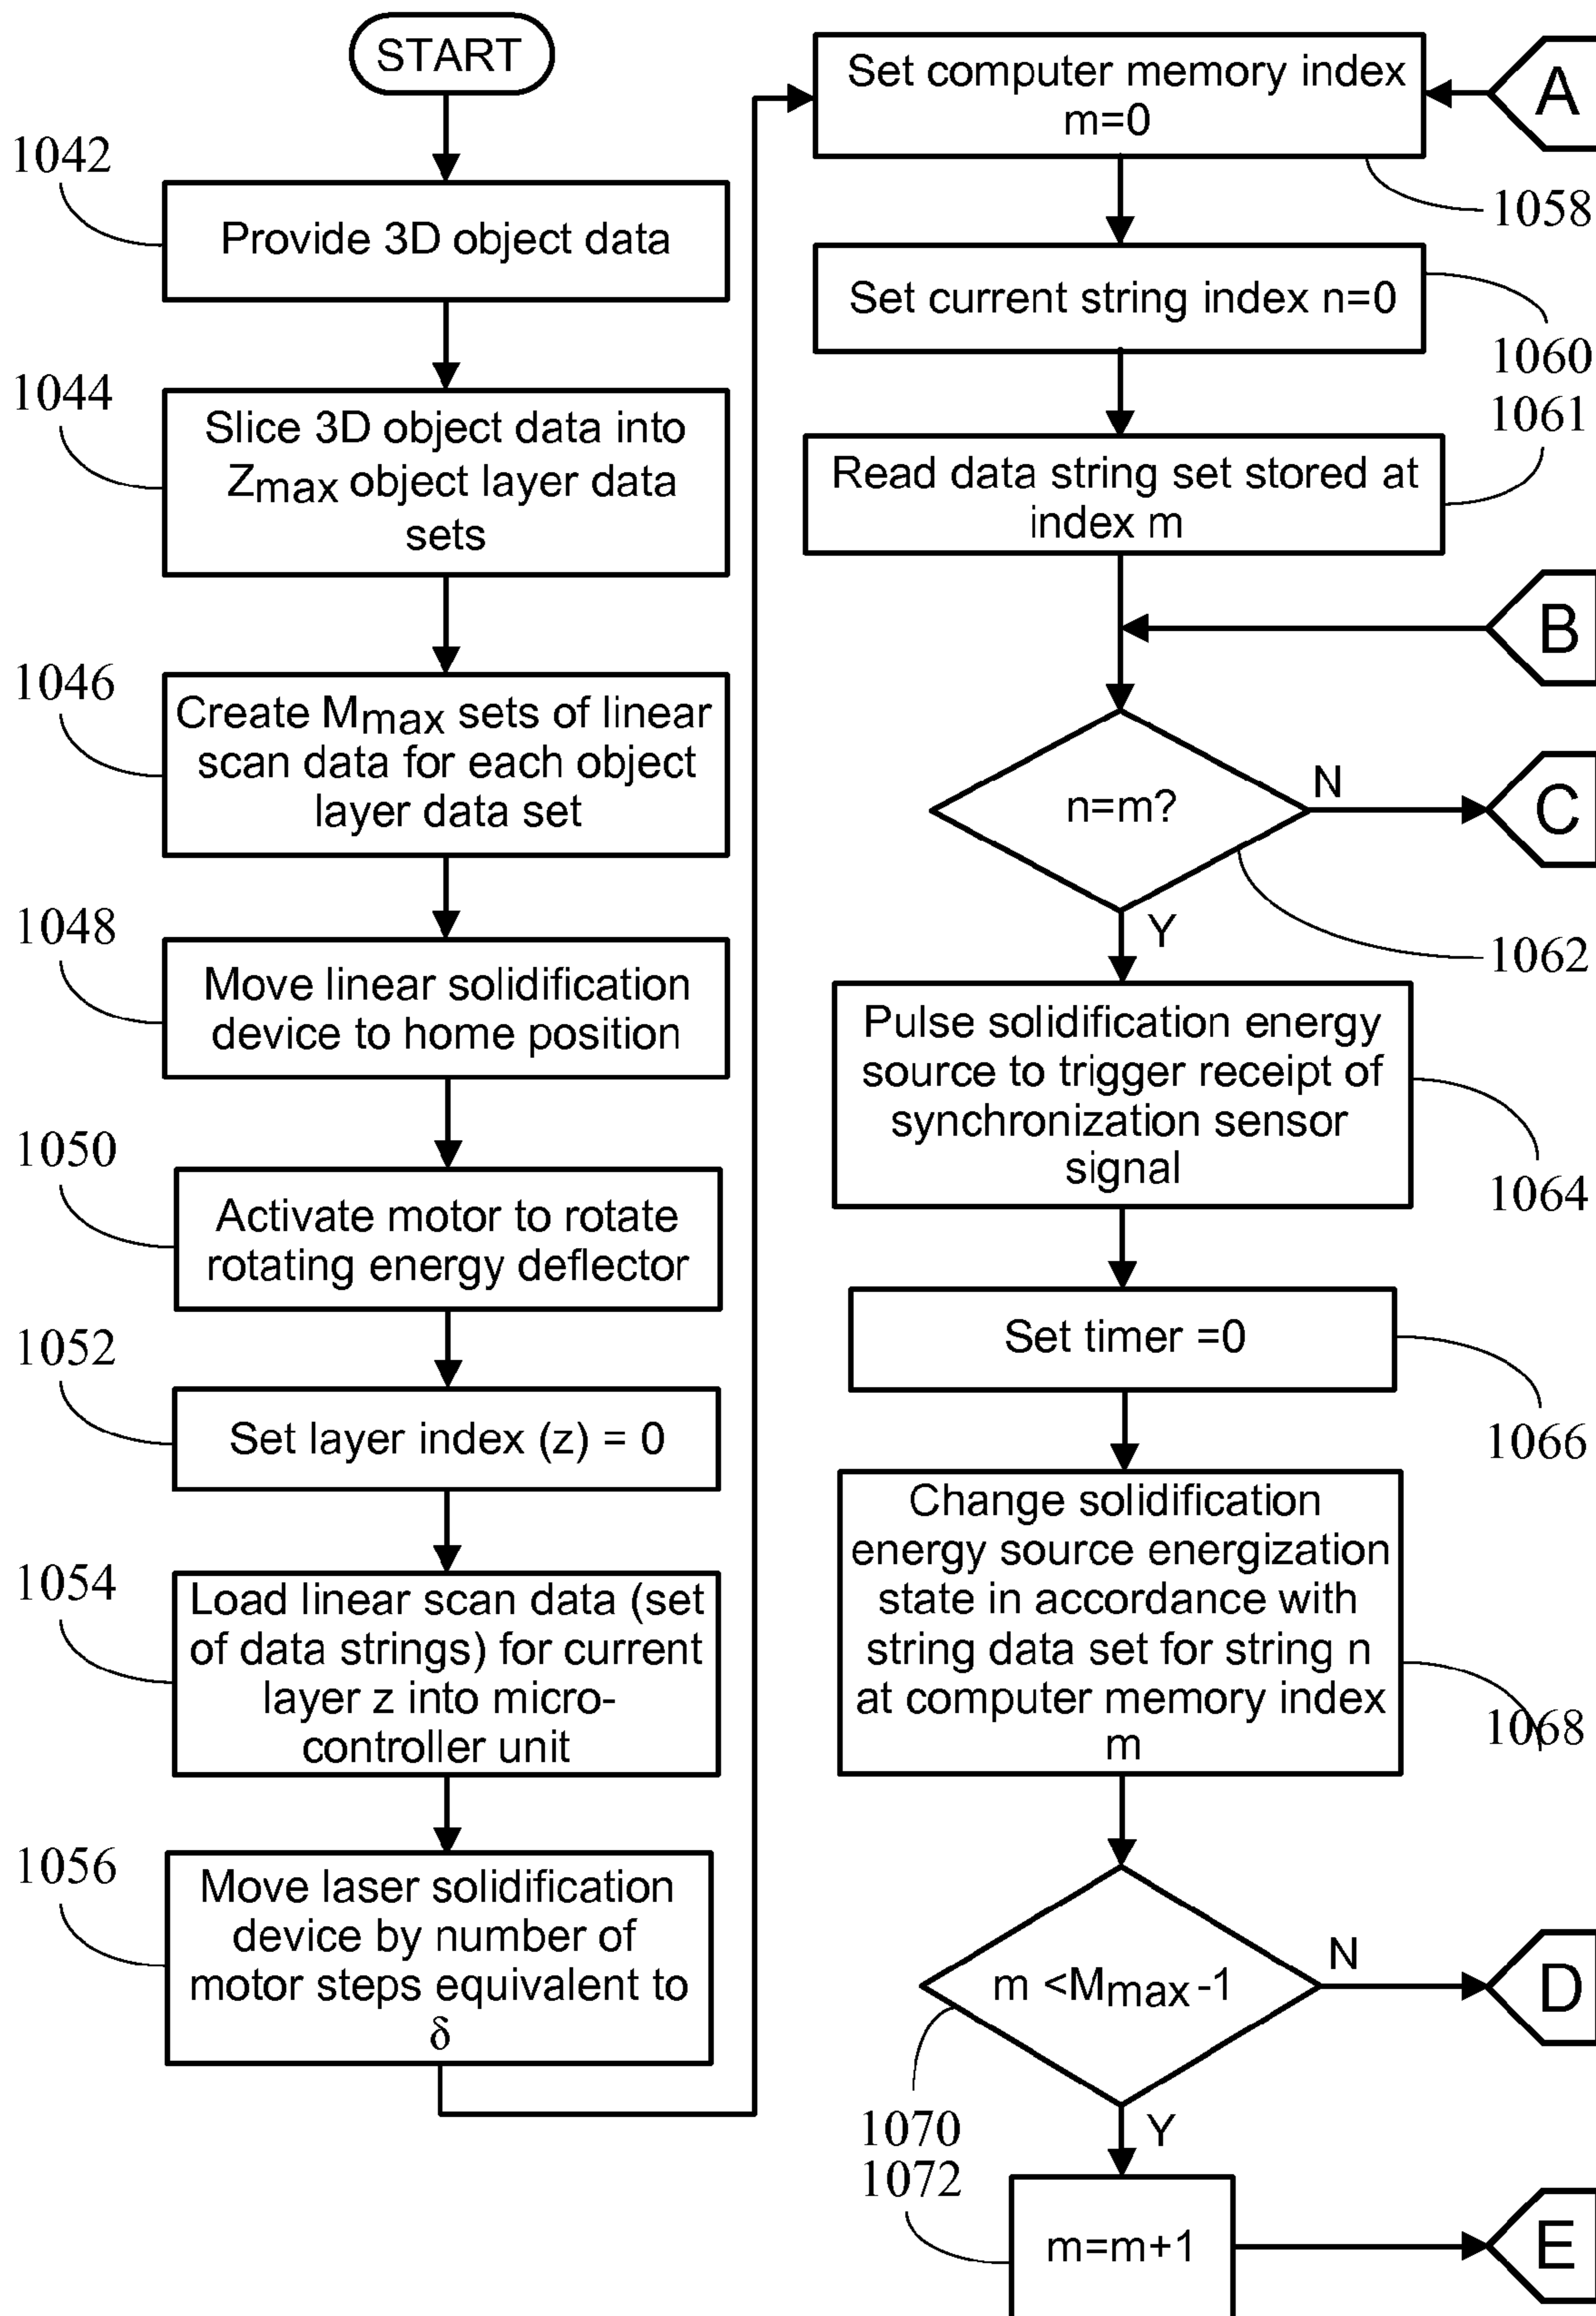 START
1042
Provide 3D object data
1044
Slice 3D object data into
Zmax object layer data
sets
1046
Create Mmax sets of linear
scan data for each object
layer data set
1048
Move linear solidification
device to home position
1050
Activate motor to rotate
rotating energy deflector
1052
Set layer index (z) = 0
1054
Load linear scan data (set
of data strings) for current
layer z into micro-
controller unit
1056
Move laser solidification
device by number of
motor steps equivalent to
δ
Set computer memory index
m=0
A
1058
Set current string index n=0
1060
1061
Read data string set stored at
index m
B
n=m?
N
C
Y
1062
Pulse solidification energy
source to trigger receipt of
synchronization sensor
signal
1064
Set timer =0
1066
Change solidification
energy source energization
state in accordance with
string data set for string n
at computer memory index
m
1068
m <Mmax -1
N
D
1070
Y
1072
m=m+1
E